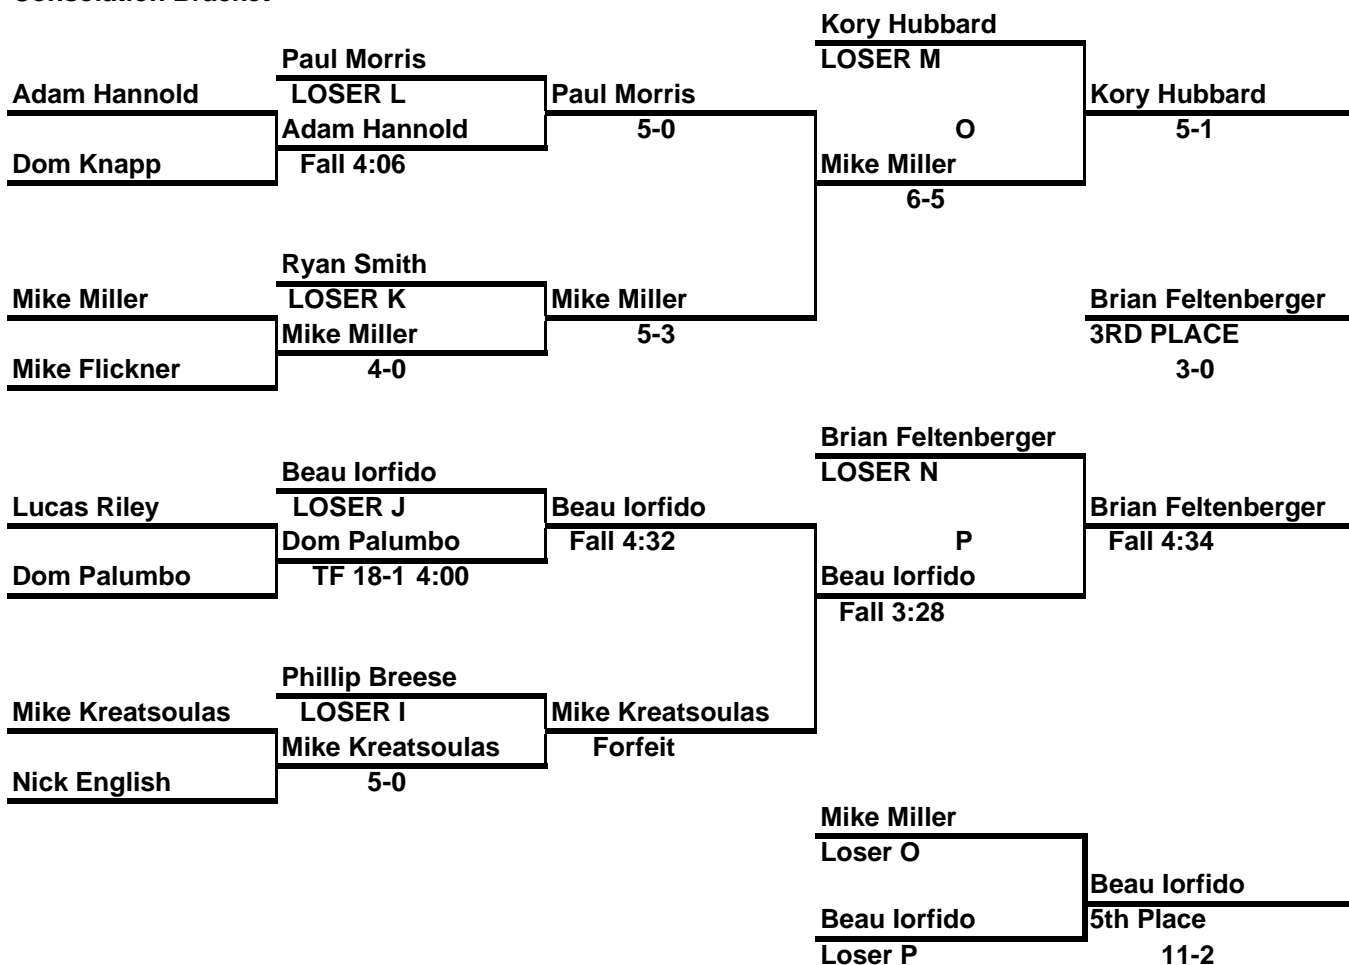 Consolation Bracket
Kory Hubbard
Paul Morris
LOSER M
Adam Hannold
LOSER L
Paul Morris
Kory Hubbard
Adam Hannold
5-0
O
5-1
Dom Knapp
Fall 4:06
Mike Miller
6-5
Ryan Smith
Mike Miller
LOSER K
Mike Miller
Brian Feltenberger
Mike Miller
5-3
3RD PLACE
Mike Flickner
4-0
3-0
Brian Feltenberger
Beau Iorfido
LOSER N
Lucas Riley
LOSER J
Beau Iorfido
Brian Feltenberger
Dom Palumbo
Fall 4:32
P
Fall 4:34
Dom Palumbo
TF 18-1 4:00
Beau Iorfido
Fall 3:28
Phillip Breese
Mike Kreatsoulas
LOSER I
Mike Kreatsoulas
Mike Kreatsoulas
Forfeit
Nick English
5-0
Mike Miller
Loser O
Beau Iorfido
Beau Iorfido
5th Place
Loser P
11-2